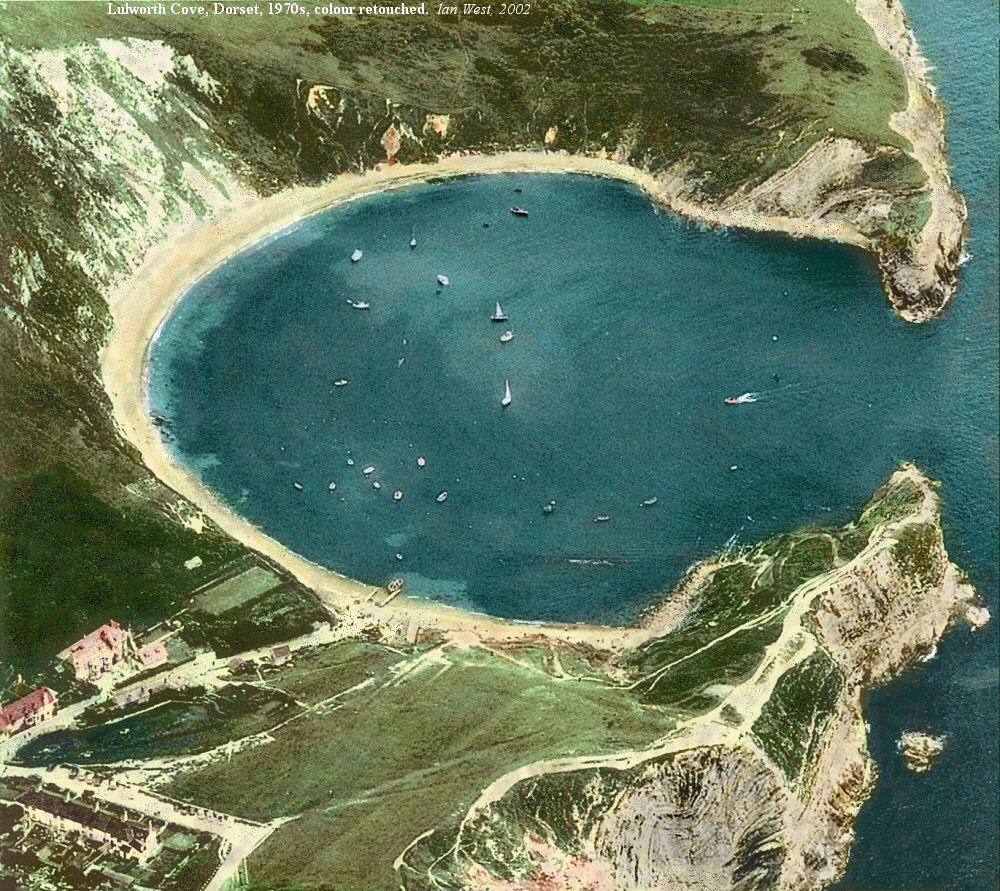 Lulworth Cove, Dorset, 1970s, colour retouched. Ian West, 2002.